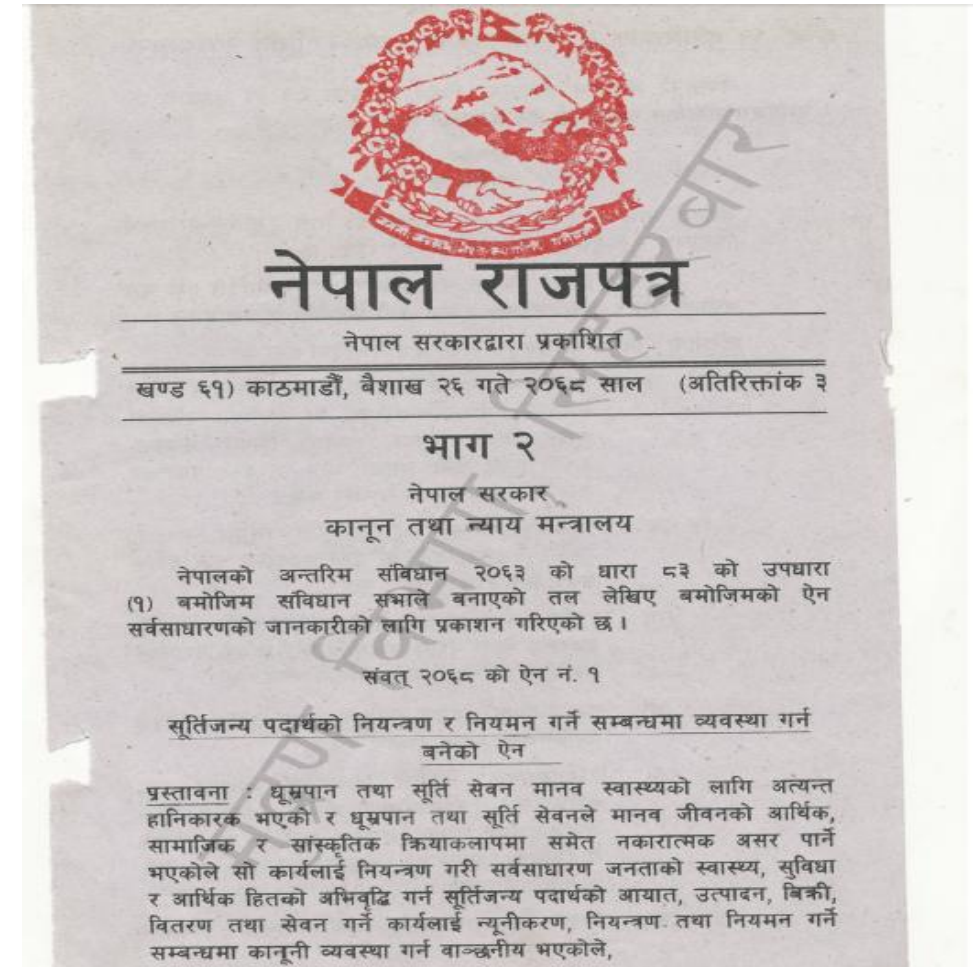 नेपाल राजपत्र
नेपाल सरकारद्वारा प्रकाशित
खण्ड ६१) काठमाडौं, बैशाख २६ गते २०६८ साल (अतिरिक्तांक ३
भाग २
नेपाल सरकार
कानून तथा न्याय मन्त्रालय
नेपालको अन्तरिम संविधान २०६३ को धारा ८३ को उपधारा
(१) बमोजिम संविधान सभाले बनाएको तल लेखिए बमोजिमको ऐन
सर्वसाधारणको जानकारीको लागि प्रकाशन गरिएको छ ।
संवत् २०६८ को ऐन नं. १
सूर्तिजन्य पदार्थको नियन्त्रण र नियमन गर्ने सम्बन्धमा व्यवस्था गर्न
बनेको ऐन
प्रस्तावना : धूम्रपान तथा सूर्ति सेवन मानव स्वास्थ्यको लागि अत्यन्त
हानिकारक भएको र धूम्रपान तथा सूर्ति सेवनले मानव जीवनको आर्थिक,
सामाजिक र सांस्कृतिक क्रियाकलापमा समेत नकारात्मक असर पार्ने
भएकोले सो कार्यलाई नियन्त्रण गरी सर्वसाधारण जनताको स्वास्थ्य, सुविधा
र आर्थिक हितको अभिवृद्धि गर्न सूर्तिजन्य पदार्थको आयात, उत्पादन, बिक्री,
वितरण तथा सेवन गर्ने कार्यलाई न्यूनीकरण, नियन्त्रण तथा नियमन गर्ने
सम्बन्धमा कानूनी व्यवस्था गर्न वाञ्छनीय भएकोले,
मुद्रण विभाग, सिंहदरबार